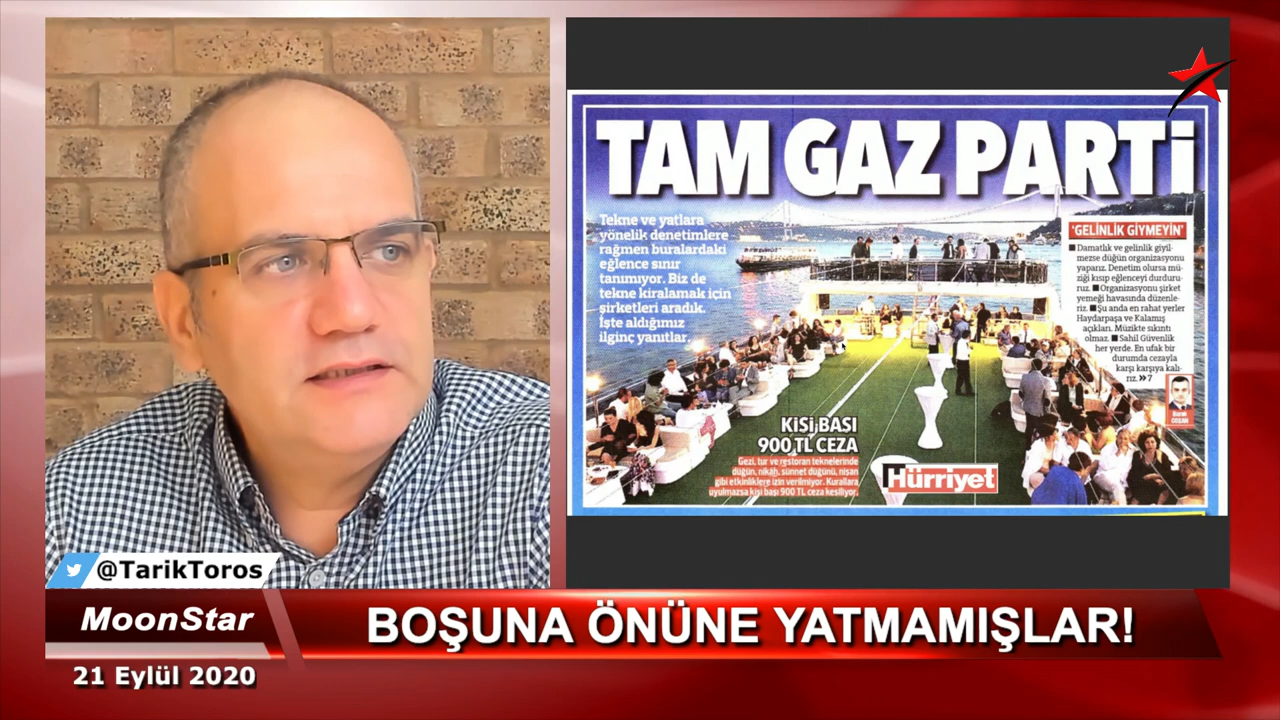 TAM GAZ PARTİ
Tekne ve yatlara
yönelik denetimlere
rağmen buralardaki
eğlence sınır
tanımıyor. Biz de
tekne kiralamak için
şirketleri aradık.
İşte aldığımız
ilginç yanıtlar.
'GELİNLİK GİYMEYİN'
■ Damatlık ve gelinlik giyil-
mezse düğün organizasyonu
yaparız. Denetim olursa mü-
ziği kısıp eğlenceyi durduru-
ruz. ■ Organizasyonu şirket
yemeği havasında düzenle-
riz. ■ Şu anda en rahat yerler
Haydarpaşa ve Kalamış
açıkları. Müzikte sıkıntı
olmaz. ■ Sahil Güvenlik
her yerde. En ufak bir
durumda cezayla
karşı karşıya kalı-
rız. » 7
Burak
COŞAN
KİŞİ BAŞI
900 TL CEZA
Gezi, tur ve restoran teknelerinde
düğün, nikâh, sünnet düğünü, nişan
gibi etkinliklere izin verilmiyor. Kurallara
uyulmazsa kişi başı 900 TL ceza kesiliyor.
Hürriyet
@TarikToros
MoonStar
BOŞUNA ÖNÜNE YATMAMIŞLAR!
21 Eylül 2020